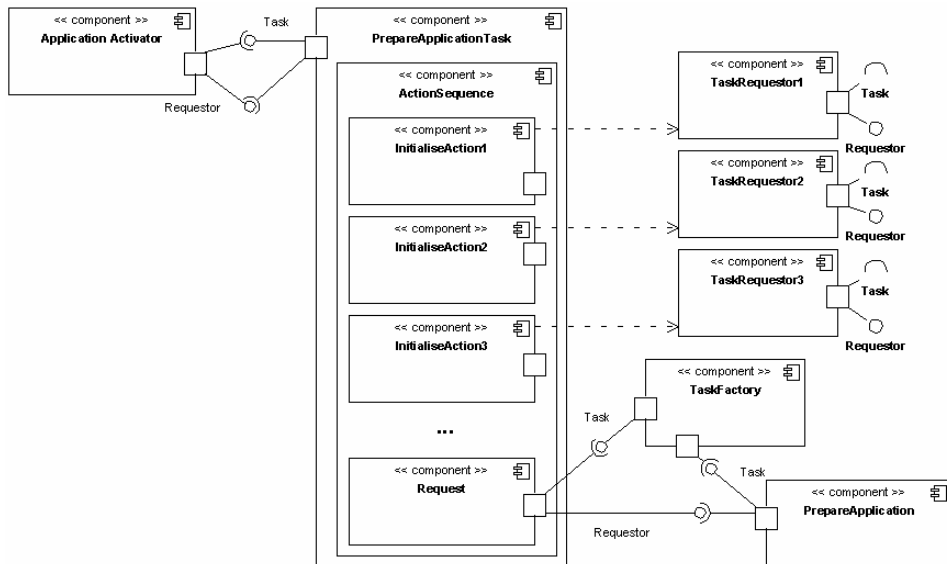 << component >>
Application Activator
Task
Requestor
<< component >>
PrepareApplicationTask
<< component >>
ActionSequence
<< component >>
InitialiseAction1
<< component >>
InitialiseAction2
<< component >>
InitialiseAction3
...
<< component >>
Request
<< component >>
TaskRequestor1
Task
Requestor
<< component >>
TaskRequestor2
Task
Requestor
<< component >>
TaskRequestor3
Task
Requestor
<< component >>
TaskFactory
Task
Task
Requestor
<< component >>
PrepareApplication